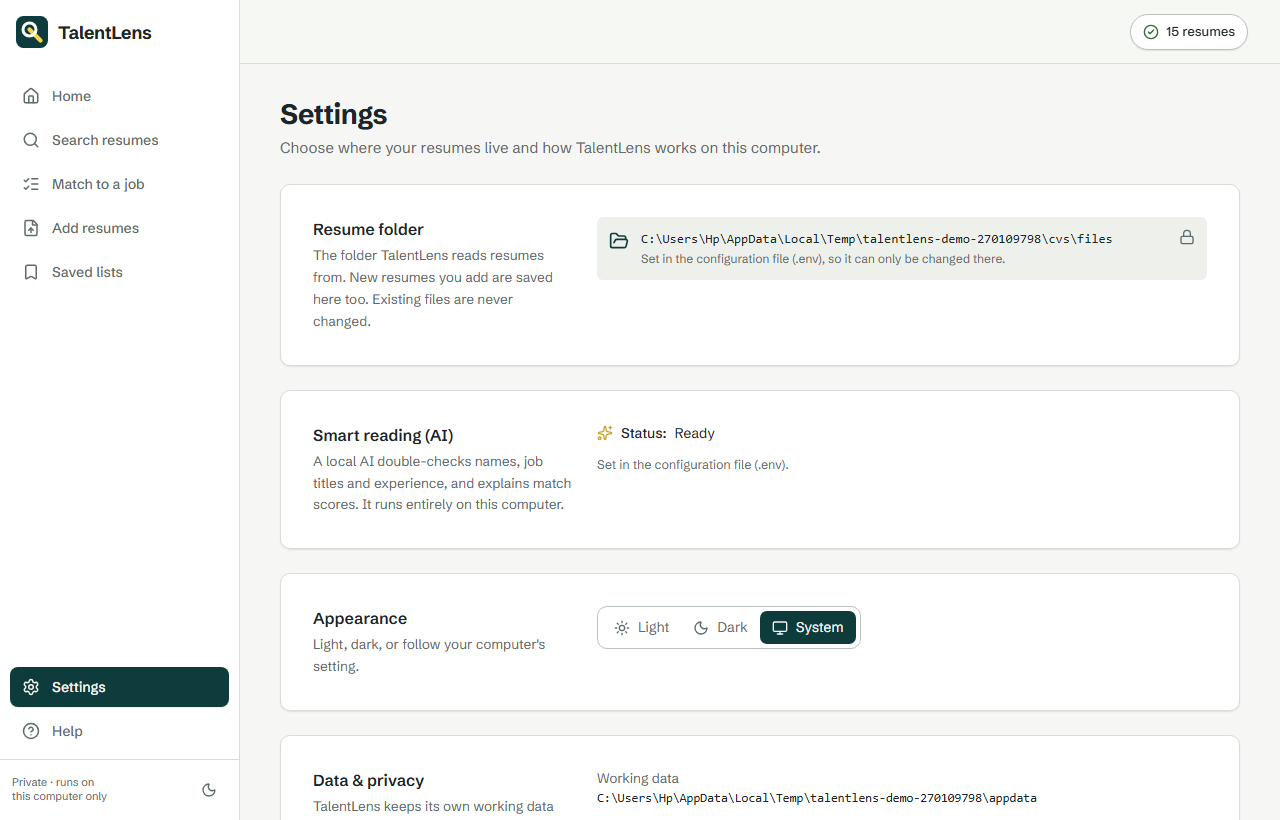 TalentLens
15 resumes
Home
Search resumes
Match to a job
Add resumes
Saved lists
Settings
Help
Private · runs on
this computer only
Settings
Choose where your resumes live and how TalentLens works on this computer.
Resume folder
The folder TalentLens reads resumes
from. New resumes you add are saved
here too. Existing files are never
changed.
C:\Users\Hp\AppData\Local\Temp\talentlens-demo-270109798\cvs\files
Set in the configuration file (.env), so it can only be changed there.
Smart reading (AI)
A local AI double-checks names, job
titles and experience, and explains match
scores. It runs entirely on this computer.
Status: Ready
Set in the configuration file (.env).
Appearance
Light, dark, or follow your computer's
setting.
Light Dark System
Data & privacy
TalentLens keeps its own working data
Working data
C:\Users\Hp\AppData\Local\Temp\talentlens-demo-270109798\appdata